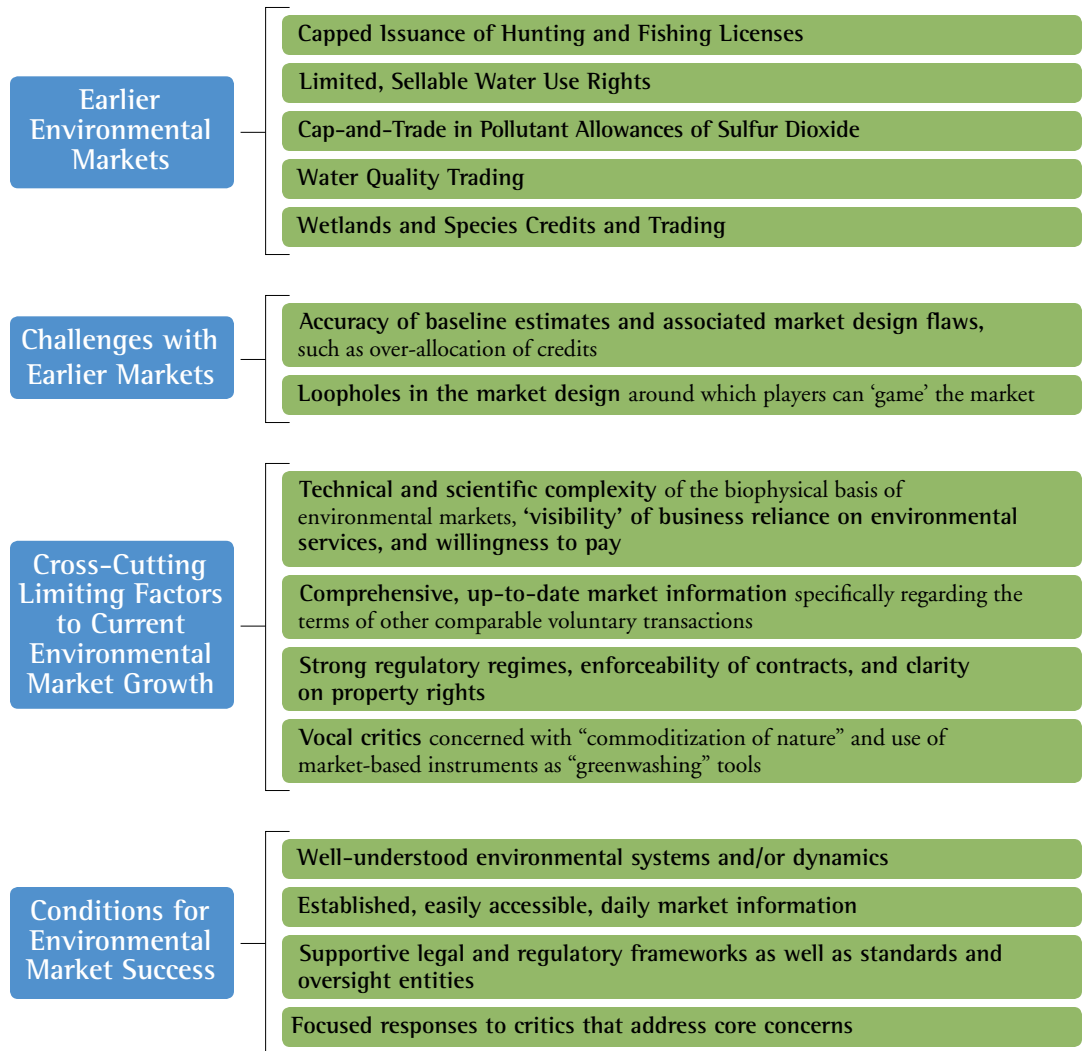 Earlier
Environmental
Markets
Capped Issuance of Hunting and Fishing Licenses
Limited, Sellable Water Use Rights
Cap-and-Trade in Pollutant Allowances of Sulfur Dioxide
Water Quality Trading
Wetlands and Species Credits and Trading
Challenges with
Earlier Markets
Accuracy of baseline estimates and associated market design flaws,
such as over-allocation of credits
Loopholes in the market design around which players can ‘game’ the market
Cross-Cutting
Limiting Factors
to Current
Environmental
Market Growth
Technical and scientific complexity of the biophysical basis of
environmental markets, ‘visibility’ of business reliance on environmental
services, and willingness to pay
Comprehensive, up-to-date market information specifically regarding the
terms of other comparable voluntary transactions
Strong regulatory regimes, enforceability of contracts, and clarity
on property rights
Vocal critics concerned with “commoditization of nature” and use of
market-based instruments as “greenwashing” tools
Conditions for
Environmental
Market Success
Well-understood environmental systems and/or dynamics
Established, easily accessible, daily market information
Supportive legal and regulatory frameworks as well as standards and
oversight entities
Focused responses to critics that address core concerns